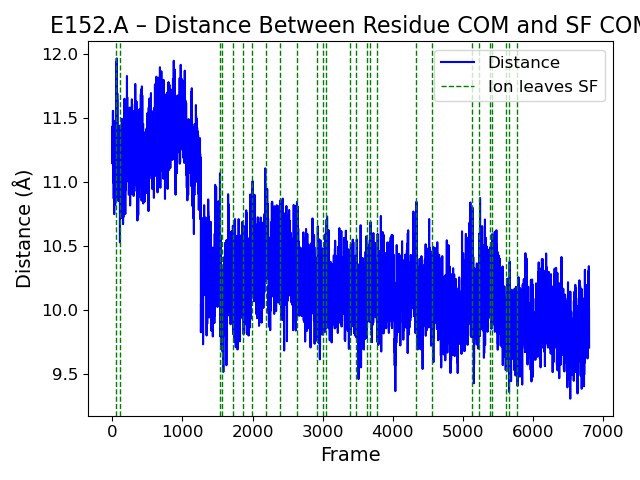 E152.A – Distance Between Residue COM and SF COM
12.0
11.5
11.0
10.5
10.0
9.5
Distance (Å)
Distance
Ion leaves SF
0 1000 2000 3000 4000 5000 6000 7000
Frame